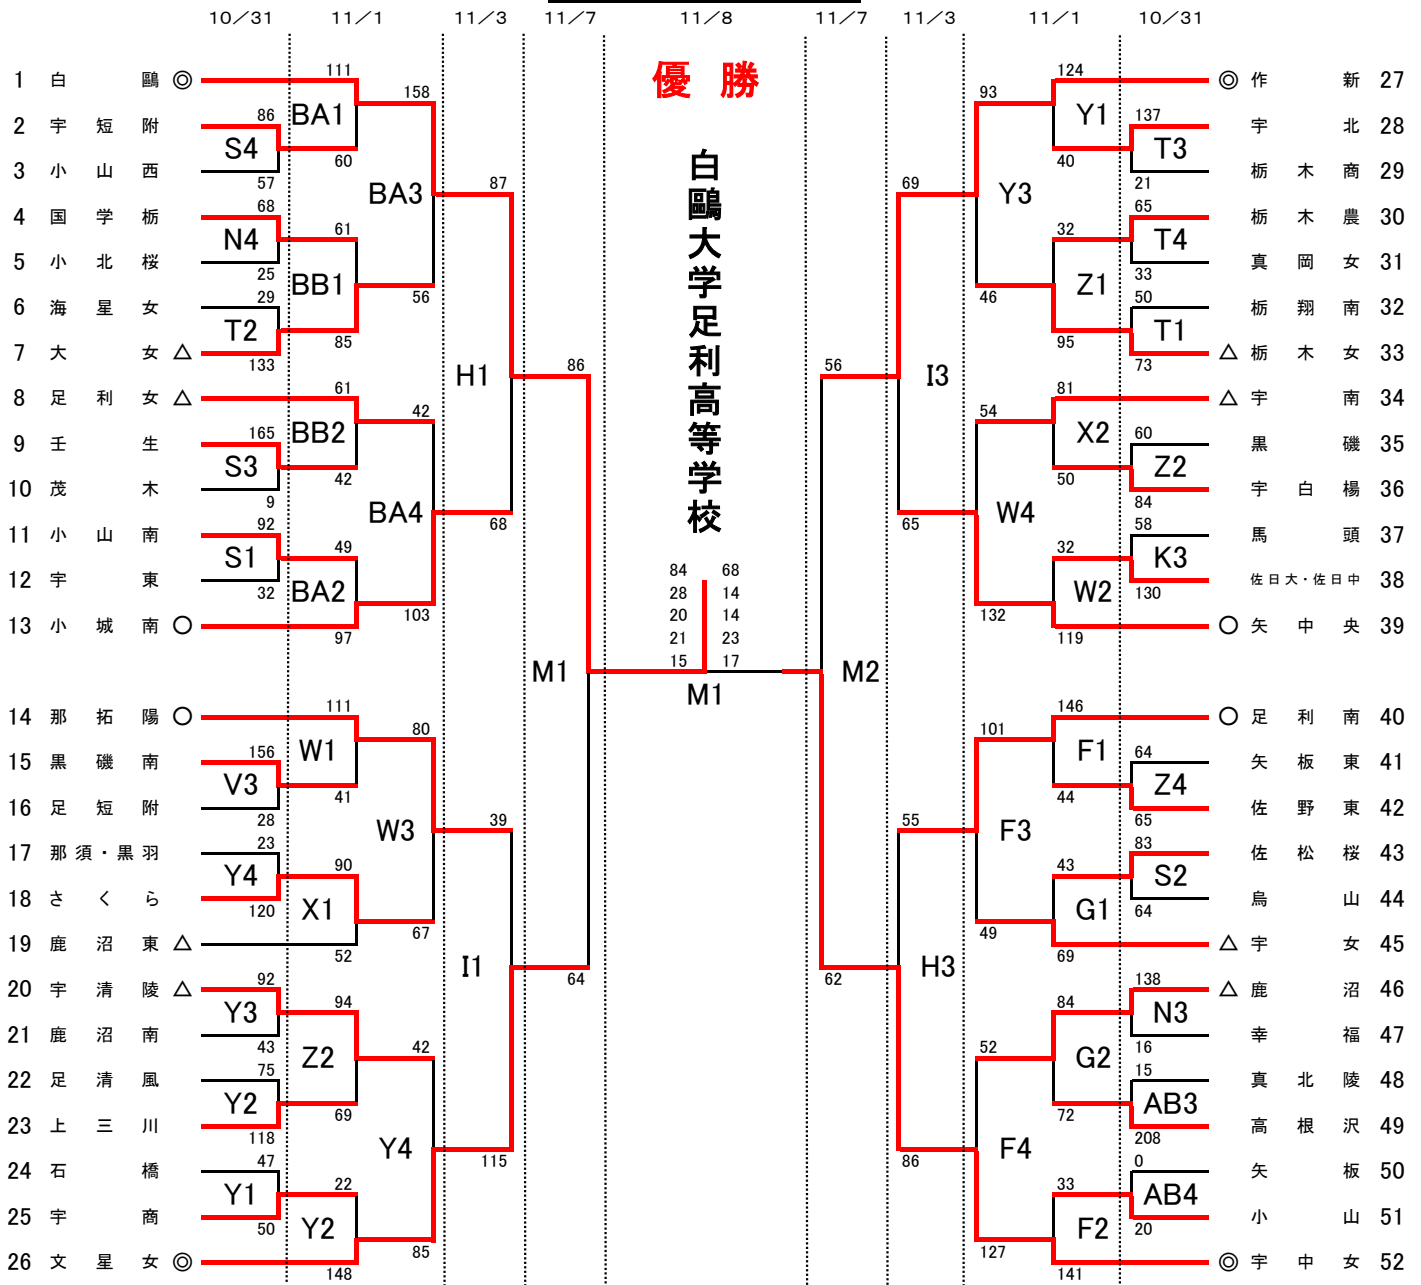 10／31 11／1 11／3 11／7 11／8 11／7 11／3 11／1 10／31
優勝
白鷗大学足利高等学校
1 白鷗 ◎
2 宇短附
3 小山西
4 国学栃
5 小北桜
6 海星女
7 大女 △
8 足利女 △
9 壬生
10 茂木
11 小山南
12 宇東
13 小城南 ○
14 那拓陽 ○
15 黒磯南
16 足短附
17 那須・黒羽
18 さくら
19 鹿沼東 △
20 宇清陵 △
21 鹿沼南
22 足清風
23 上三川
24 石橋
25 宇商
26 文星女 ◎
86 S4 57
68 N4 25
29 T2 133
165 S3 9
92 S1 32
156 V3 28
23 Y4 120
92 Y3 43
75 Y2 118
47 Y1 50
111 BA1 60
61 BB1 85
61 BB2 42
49 BA2 97
111 W1 41
90 X1 52
94 Z2 69
22 Y2 148
158 BA3 56
42 BA4 103
80 W3 67
42 Y4 85
87 H1 68
39 I1 115
86 M1 64
84 68
28 14
20 14
21 23
15 17
M1
56 M2 62
69 I3 65
55 H3 86
93 Y3 46
54 W4 132
101 F3 49
52 F4 127
124 Y1 40
32 Z1 95
81 X2 50
32 W2 119
146 F1 44
43 G1 69
84 G2 72
33 F2 141
137 T3 21
65 T4 33
50 T1 73
60 Z2 84
58 K3 130
64 Z4 65
83 S2 64
138 N3 16
15 AB3 208
0 AB4 20
◎ 作新 27
宇北 28
栃木商 29
栃木農 30
真岡女 31
栃翔南 32
△ 栃木女 33
△ 宇南 34
黒磯 35
宇白楊 36
馬頭 37
佐日大・佐日中 38
○ 矢中央 39
○ 足利南 40
矢板東 41
佐野東 42
佐松桜 43
烏山 44
△ 宇女 45
△ 鹿沼 46
幸福 47
真北陵 48
高根沢 49
矢板 50
小山 51
◎ 宇中女 52